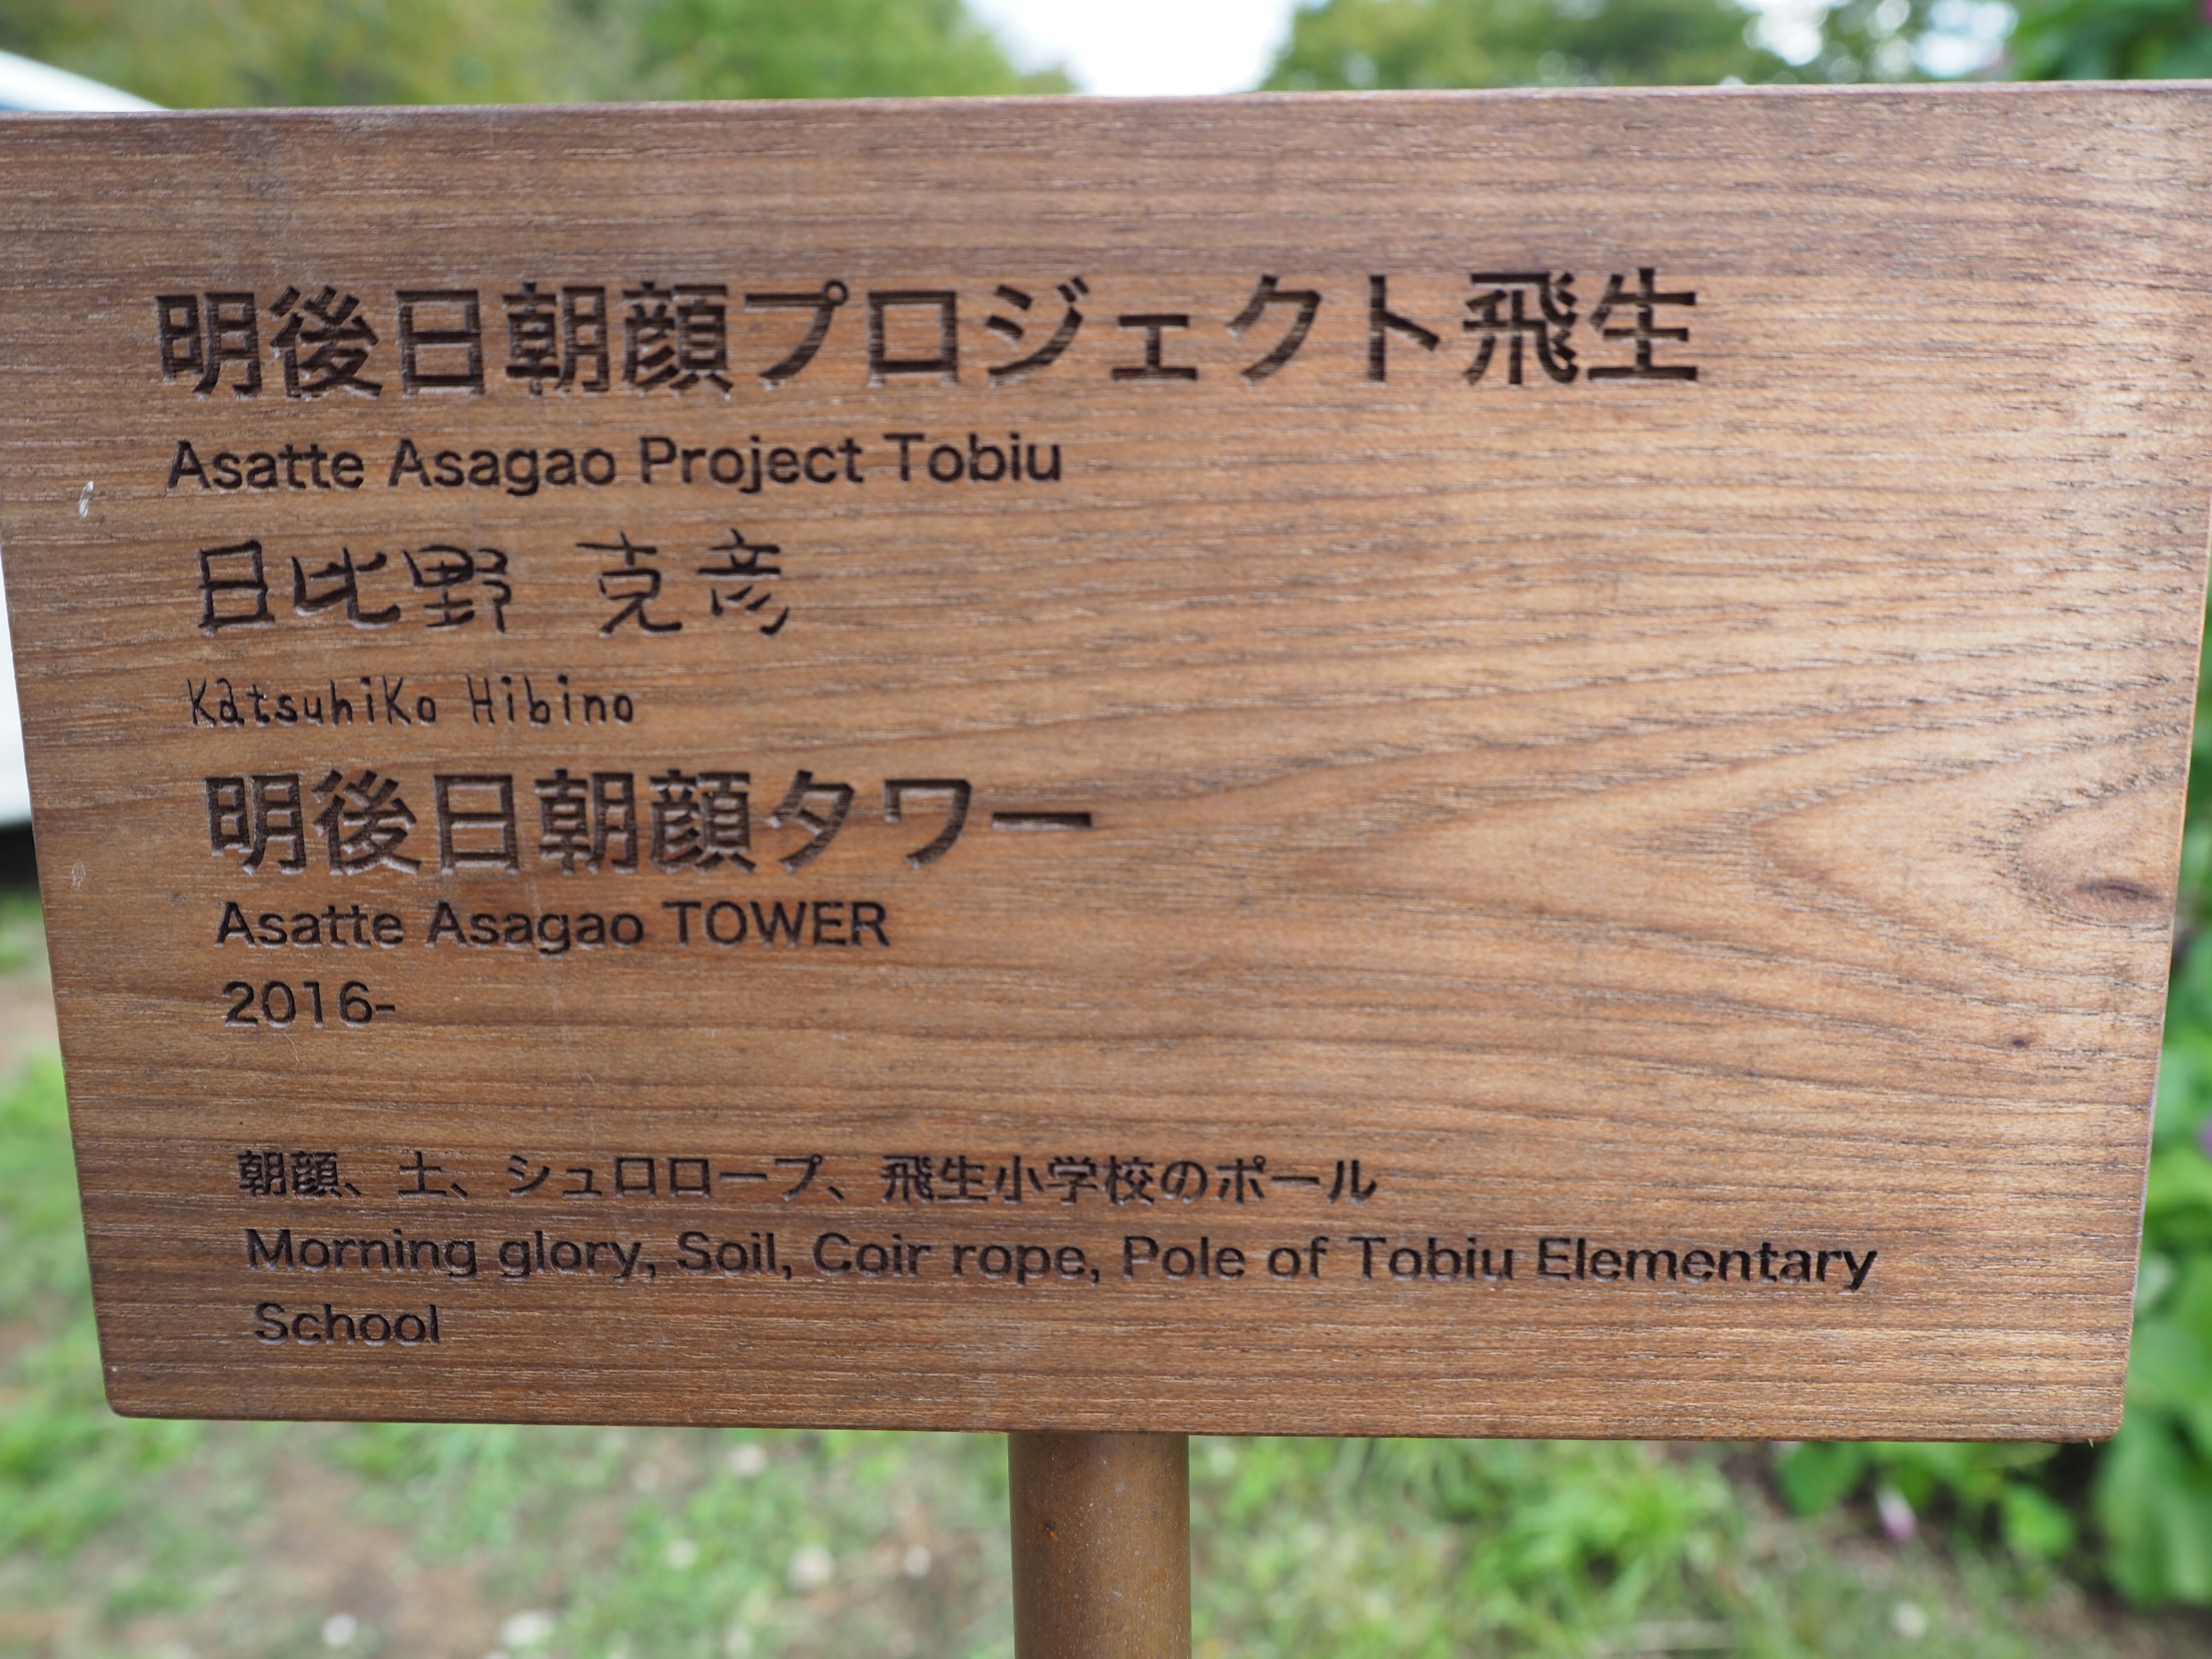 明後日朝顔プロジェクト飛生
Asatte Asagao Project Tobiu
日比野 克彦
Katsuhiko Hibino
明後日朝顔タワー
Asatte Asagao TOWER
2016-
朝顔、土、シュロロープ、飛生小学校のポール
Morning glory, Soil, Coir rope, Pole of Tobiu Elementary
School